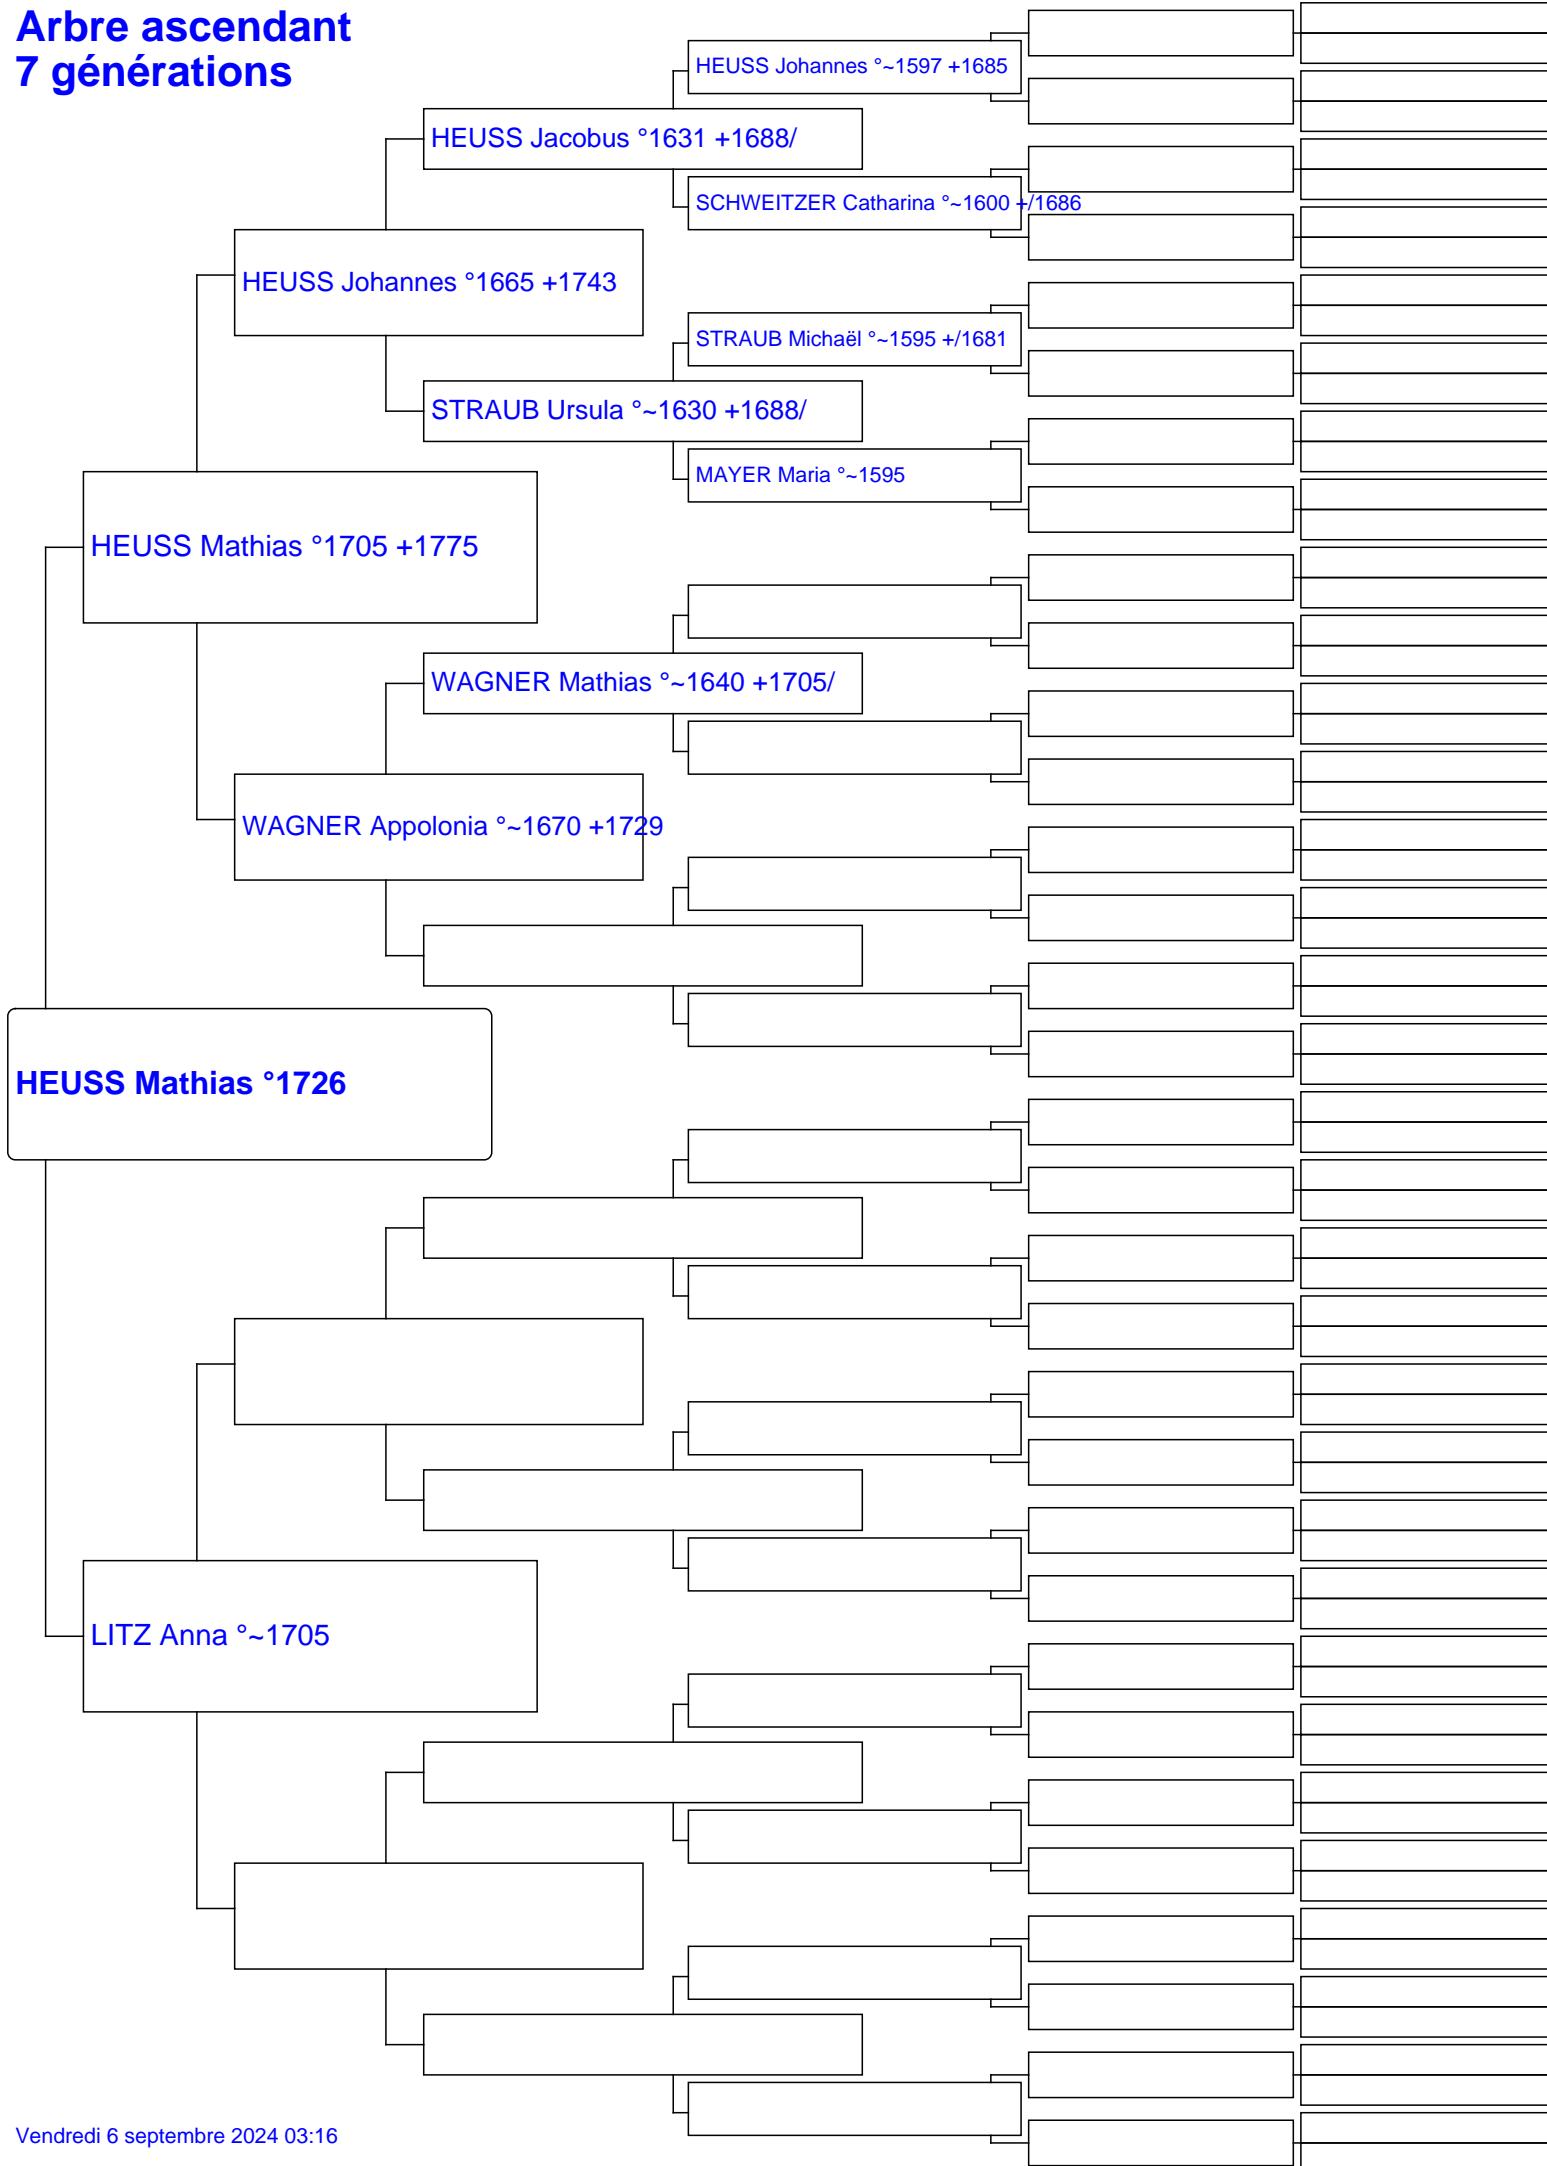 Arbre ascendant
7 générations
HEUSS Johannes °~1597 +1685
HEUSS Jacobus °1631 +1688/
SCHWEITZER Catharina °~1600 +/1686
HEUSS Johannes °1665 +1743
STRAUB Michaël °~1595 +/1681
STRAUB Ursula °~1630 +1688/
MAYER Maria °~1595
HEUSS Mathias °1705 +1775
WAGNER Mathias °~1640 +1705/
WAGNER Appolonia °~1670 +1729
HEUSS Mathias °1726
LITZ Anna °~1705
Vendredi 6 septembre 2024 03:16